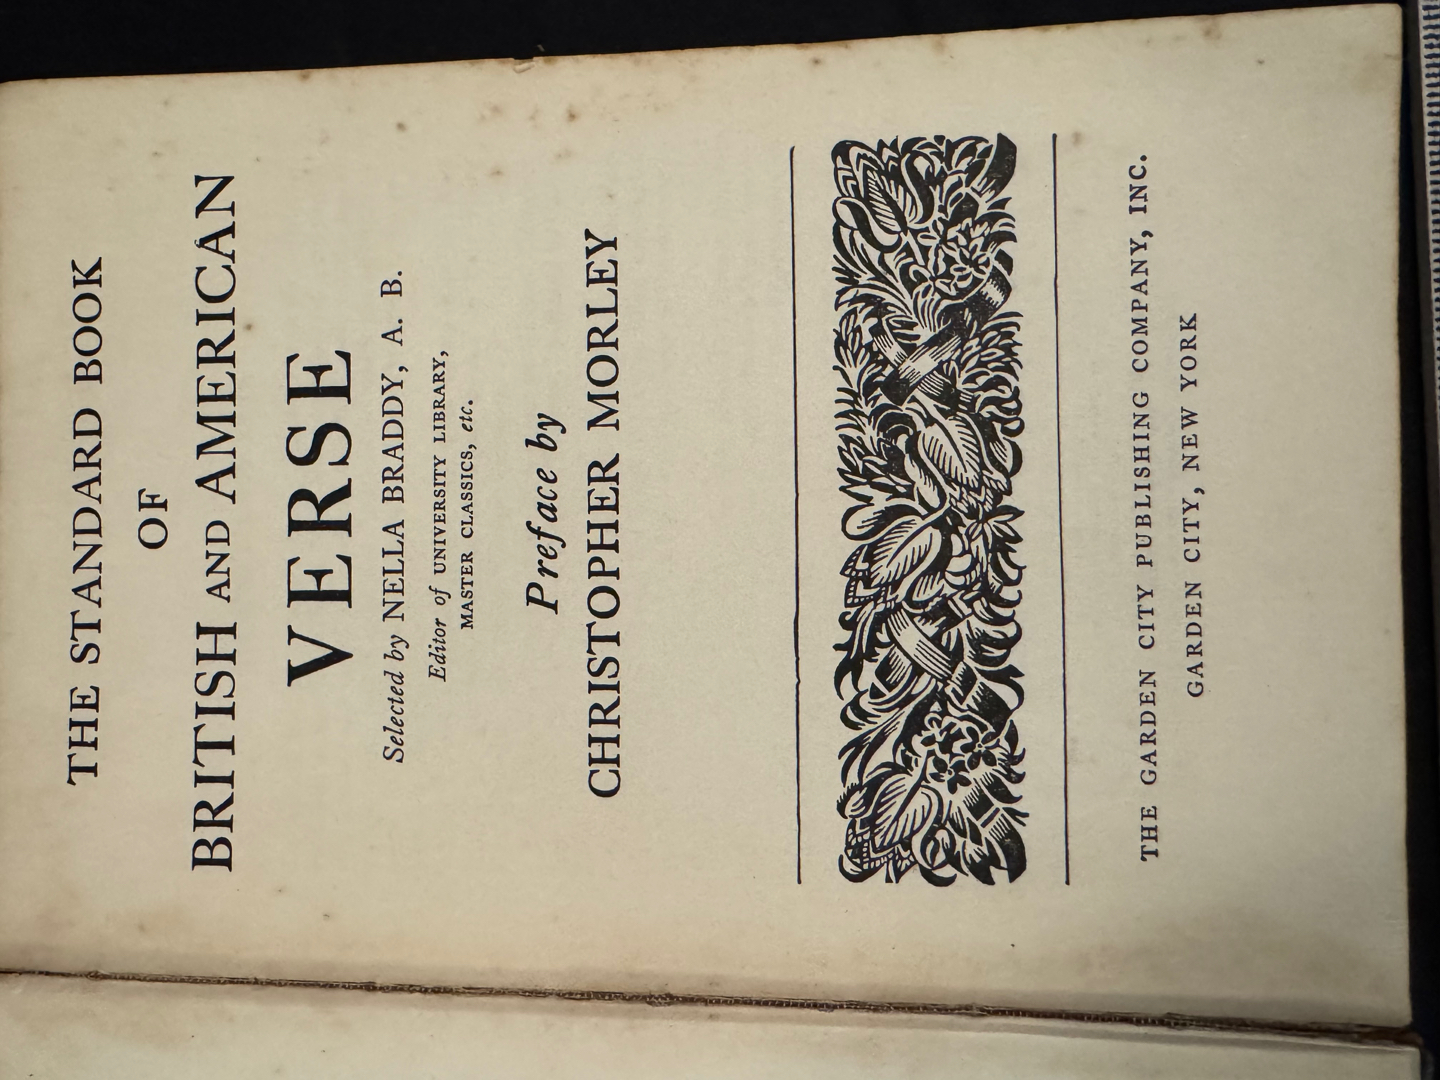 THE STANDARD BOOK
OF
BRITISH AND AMERICAN
VERSE
Selected by NELLA BRADDY, A. B.
Editor of UNIVERSITY LIBRARY,
MASTER CLASSICS, etc.
Preface by
CHRISTOPHER MORLEY
THE GARDEN CITY PUBLISHING COMPANY, INC.
GARDEN CITY, NEW YORK